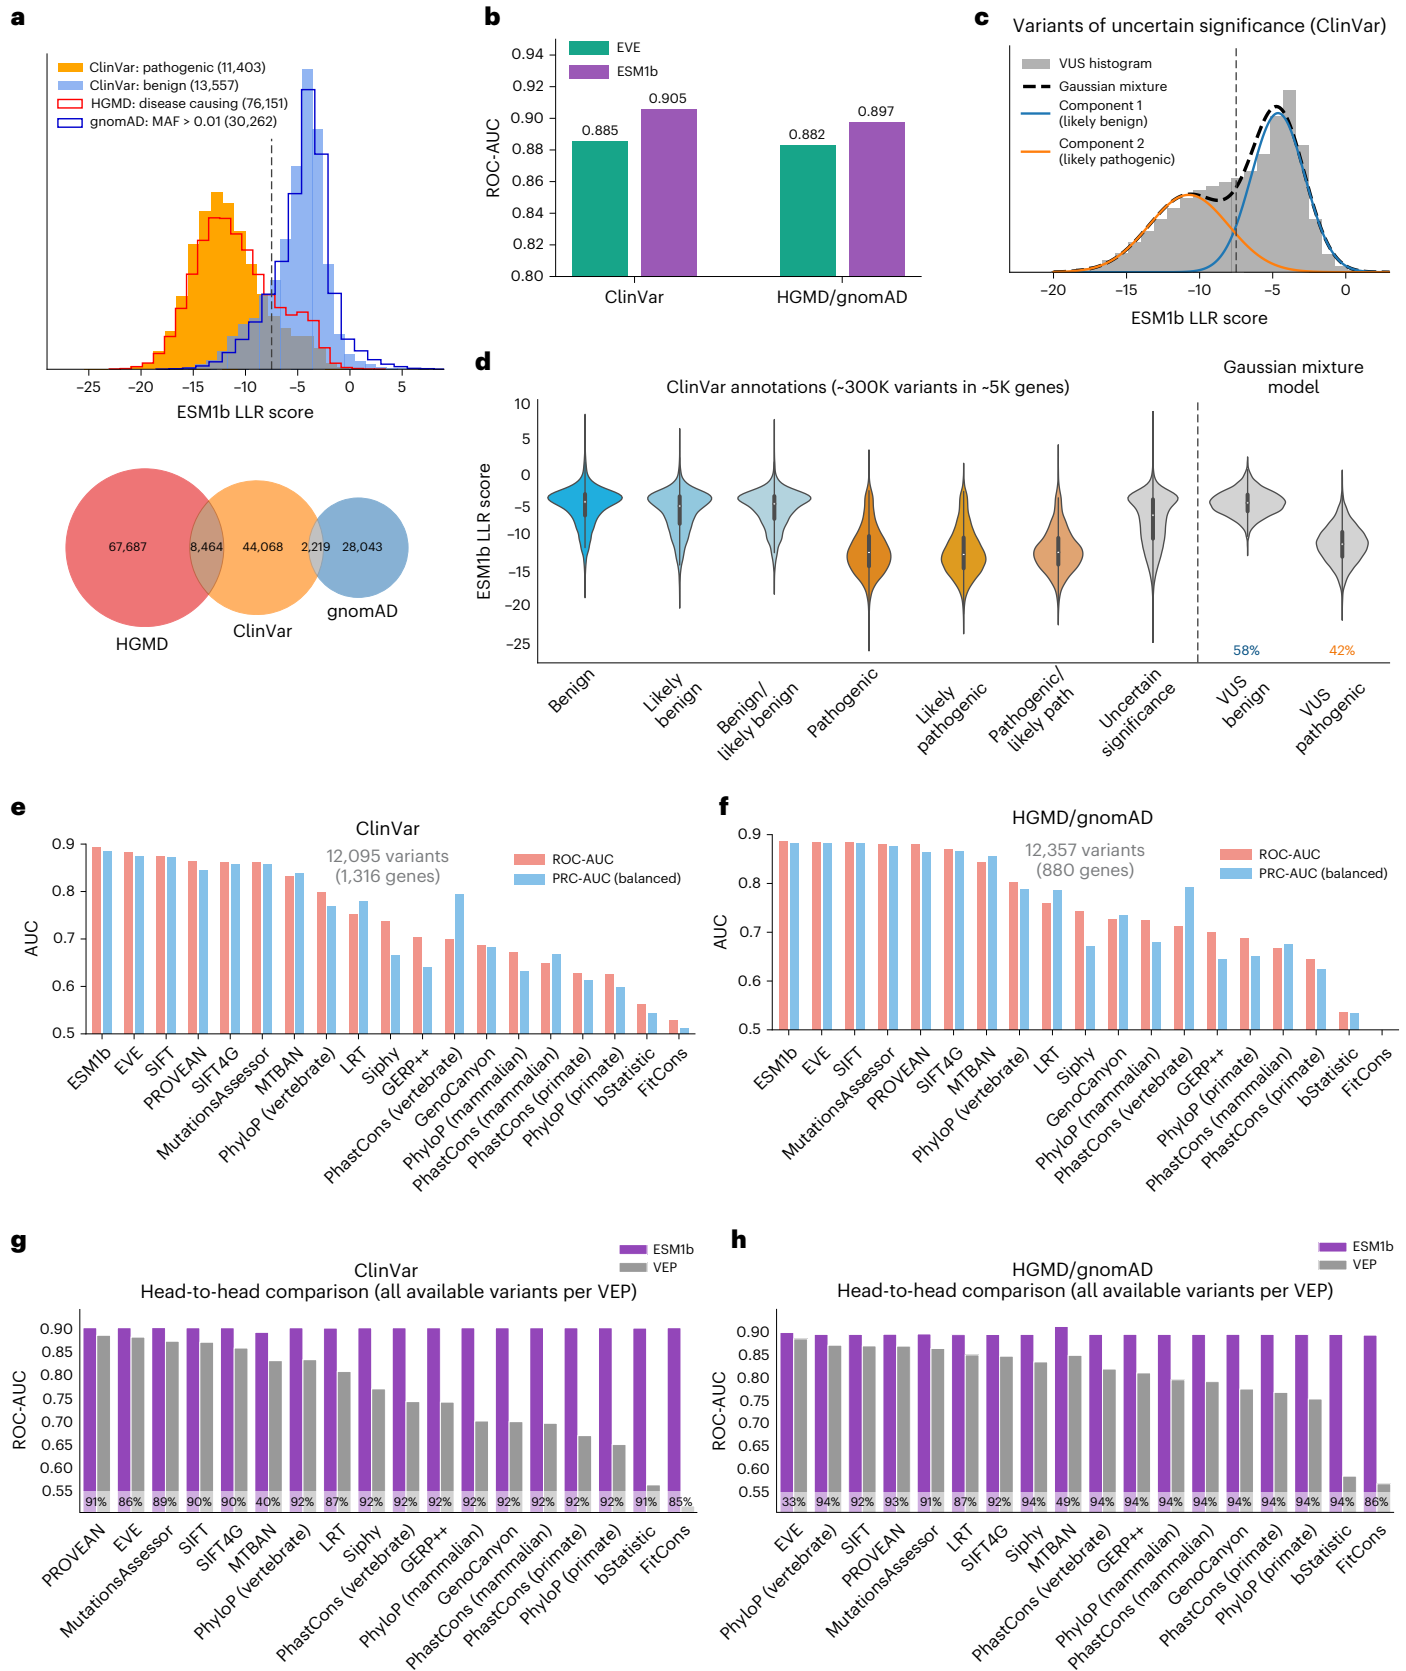 a
ClinVar: pathogenic (11,403)
ClinVar: benign (13,557)
HGMD: disease causing (76,151)
gnomAD: MAF > 0.01 (30,262)
−25 −20 −15 −10 −5 0 5
ESM1b LLR score
67,687 8,464 44,068 2,219 28,043
HGMD ClinVar gnomAD
b
EVE
ESM1b
ROC-AUC
0.94
0.92
0.90
0.88
0.86
0.84
0.82
0.80
0.885 0.905 0.882 0.897
ClinVar HGMD/gnomAD
c
Variants of uncertain significance (ClinVar)
VUS histogram
Gaussian mixture
Component 1
(likely benign)
Component 2
(likely pathogenic)
−20 −15 −10 −5 0
ESM1b LLR score
d
ClinVar annotations (~300K variants in ~5K genes)
Gaussian mixture
model
ESM1b LLR score
10
5
0
−5
−10
−15
−20
−25
58% 42%
Benign
Likely
benign
Benign/
likely benign
Pathogenic
Likely
pathogenic
Pathogenic/
likely path
Uncertain
significance
VUS
benign
VUS
pathogenic
e
ClinVar
12,095 variants
(1,316 genes)
ROC-AUC
PRC-AUC (balanced)
AUC
0.9
0.8
0.7
0.6
0.5
ESM1b
EVE
SIFT
PROVEAN
SIFT4G
MutationsAssessor
MTBAN
PhyloP (vertebrate)
LRT
Siphy
GERP++
PhastCons (vertebrate)
GenoCanyon
PhyloP (mammalian)
PhastCons (mammalian)
PhastCons (primate)
PhyloP (primate)
bStatistic
FitCons
f
HGMD/gnomAD
12,357 variants
(880 genes)
ROC-AUC
PRC-AUC (balanced)
AUC
0.9
0.8
0.7
0.6
0.5
ESM1b
EVE
SIFT
MutationsAssessor
PROVEAN
SIFT4G
MTBAN
PhyloP (vertebrate)
LRT
Siphy
GenoCanyon
PhyloP (mammalian)
PhastCons (vertebrate)
GERP++
PhyloP (primate)
PhastCons (mammalian)
PhastCons (primate)
bStatistic
FitCons
g
ESM1b
VEP
ClinVar
Head-to-head comparison (all available variants per VEP)
ROC-AUC
0.90
0.85
0.80
0.75
0.70
0.65
0.60
0.55
91% 86% 89% 90% 90% 40% 92% 87% 92% 92% 92% 92% 92% 92% 92% 92% 91% 85%
PROVEAN
EVE
MutationsAssessor
SIFT
SIFT4G
MTBAN
PhyloP (vertebrate)
LRT
Siphy
PhastCons (vertebrate)
GERP++
PhyloP (mammalian)
GenoCanyon
PhastCons (mammalian)
PhastCons (primate)
PhyloP (primate)
bStatistic
FitCons
h
ESM1b
VEP
HGMD/gnomAD
Head-to-head comparison (all available variants per VEP)
ROC-AUC
0.90
0.85
0.80
0.75
0.70
0.65
0.60
0.55
33% 94% 92% 93% 91% 87% 92% 94% 49% 94% 94% 94% 94% 94% 94% 94% 94% 86%
EVE
PhyloP (vertebrate)
SIFT
PROVEAN
MutationsAssessor
LRT
SIFT4G
Siphy
MTBAN
PhastCons (vertebrate)
GERP++
PhyloP (mammalian)
PhastCons (mammalian)
GenoCanyon
PhastCons (primate)
PhyloP (primate)
bStatistic
FitCons